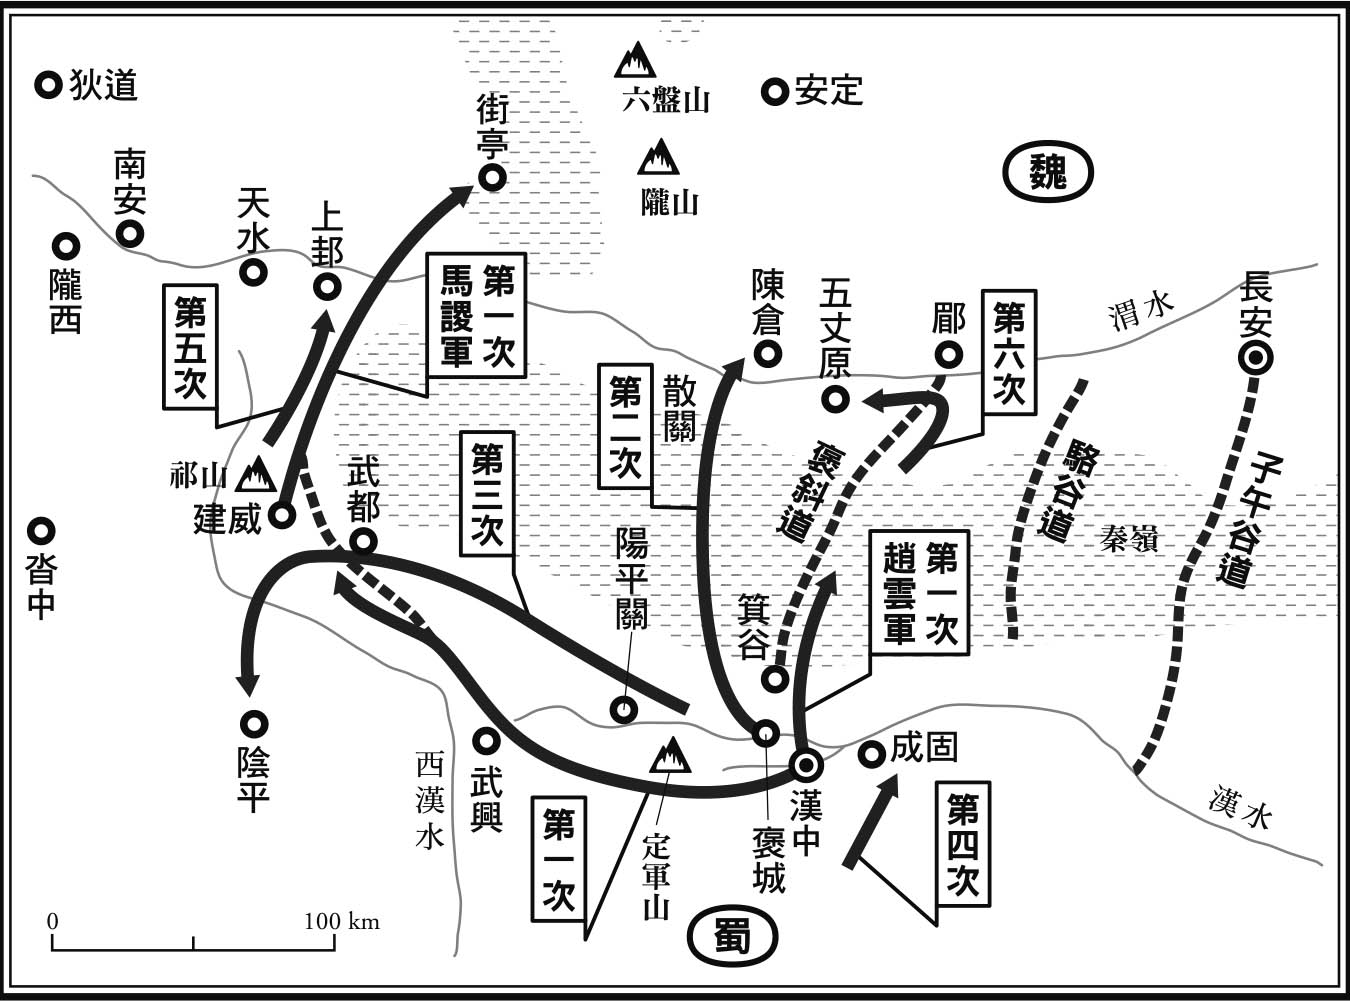 狄道
六盤山
安定
街亭
南安
隴山
魏
天水
上邽
隴西
第五次
第一次
馬謖軍
陳倉
五丈原
郿
第六次
渭水
長安
第二次
散關
褒斜道
駱谷道
子午谷道
秦嶺
祁山
建威
武都
第三次
陽平關
箕谷
第一次
趙雲軍
沓中
陰平
西漢水
武興
第一次
定軍山
褒城
漢中
成固
第四次
漢水
蜀
0
100 km